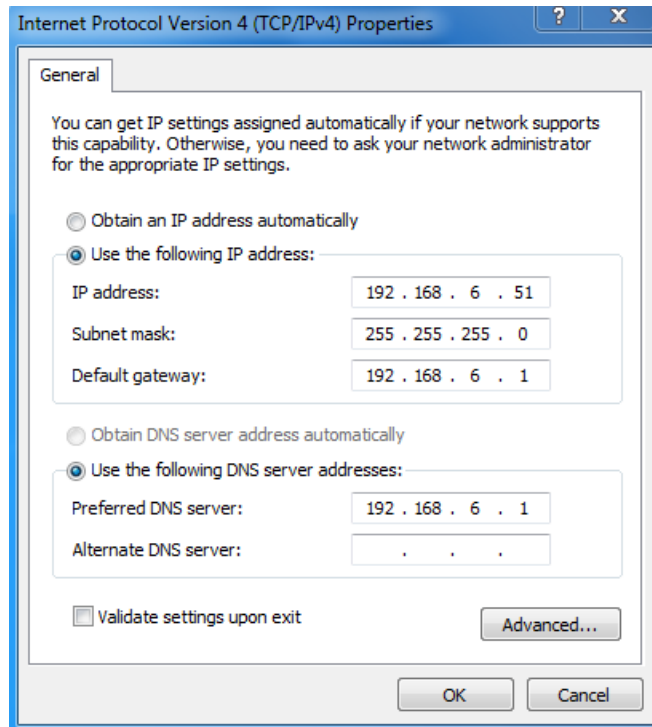 Internet Protocol Version 4 (TCP/IPv4) Properties
? X
General
You can get IP settings assigned automatically if your network supports
this capability. Otherwise, you need to ask your network administrator
for the appropriate IP settings.
Obtain an IP address automatically
Use the following IP address:
IP address: 192 . 168 . 6 . 51
Subnet mask: 255 . 255 . 255 . 0
Default gateway: 192 . 168 . 6 . 1
Obtain DNS server address automatically
Use the following DNS server addresses:
Preferred DNS server: 192 . 168 . 6 . 1
Alternate DNS server: . . .
Validate settings upon exit
Advanced...
OK Cancel